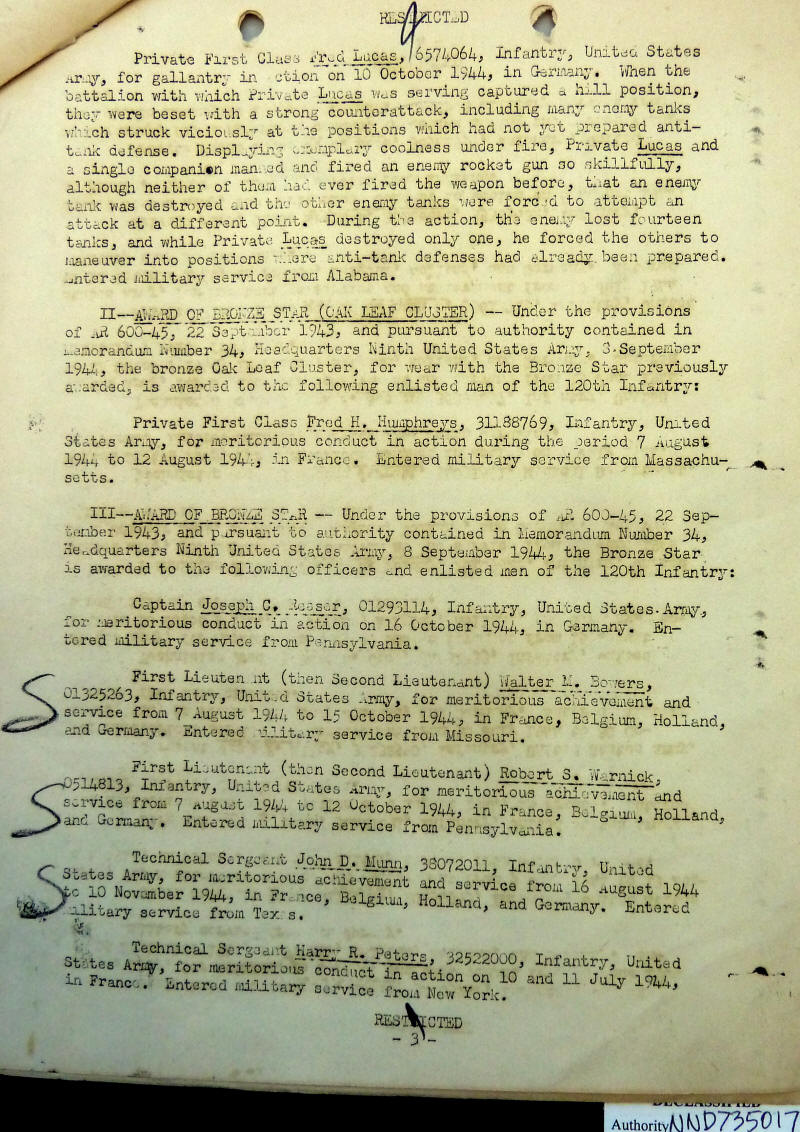 RESTRICTED
Private First Class Fred Lucas, 6574064, Infantry, United States
Army, for gallantry in action on 10 October 1944, in Germany. When the
battalion with which Private Lucas was serving captured a hill position,
they were beset with a strong counterattack, including many enemy tanks
which struck viciously at the positions which had not yet prepared anti-
tank defense. Displaying exemplary coolness under fire, Private Lucas and
a single companion manned and fired an enemy rocket gun so skillfully,
although neither of them had ever fired the weapon before, that an enemy
tank was destroyed and the other enemy tanks were forced to attempt an
attack at a different point. During the action, the enemy lost fourteen
tanks, and while Private Lucas destroyed only one, he forced the others to
maneuver into positions where anti-tank defenses had already been prepared.
Entered military service from Alabama.
II--AWARD OF BRONZE STAR (OAK LEAF CLUSTER) -- Under the provisions
of AR 600-45, 22 September 1943, and pursuant to authority contained in
Memorandum Number 34, Headquarters Ninth United States Army, September
1944, the bronze Oak Leaf Cluster, for wear with the Bronze Star previously
awarded, is awarded to the following enlisted man of the 120th Infantry:
Private First Class Fred H. Humphreys, 31188769, Infantry, United
States Army, for meritorious conduct in action during the period 7 August
1944 to 12 August 1944, in France. Entered military service from Massachu-
setts.
III--AWARD OF BRONZE STAR -- Under the provisions of AR 600-45, 22 Sep-
tember 1943, and pursuant to authority contained in Memorandum Number 34,
Headquarters Ninth United States Army, 8 September 1944, the Bronze Star
is awarded to the following officers and enlisted men of the 120th Infantry:
Captain Joseph C. 01293114, Infantry, United States Army,
for meritorious conduct in action on 16 October 1944, in Germany. En-
tered military service from Pennsylvania.
First Lieutenant (then Second Lieutenant) Walter M. Bowers,
01325263, Infantry, United States Army, for meritorious achievement and
service from 7 August 1944 to 15 October 1944, in France, Belgium, Holland,
and Germany. Entered military service from Missouri.
First Lieutenant (then Second Lieutenant) Robert S. Warnick,
0514813, Infantry, United States Army, for meritorious achievement and
service from 7 August 1944 to 12 October 1944, in France, Belgium, Holland,
and Germany. Entered military service from Pennsylvania.
Technical Sergeant John D. Munn, 38072011, Infantry, United
States Army, for meritorious achievement and service from 16 August 1944
to 10 November 1944, in France, Belgium, Holland, and Germany. Entered
military service from Texas.
Technical Sergeant Harry R. Peters, 32522000, Infantry, United
States Army, for meritorious conduct in action on 10 and 11 July 1944,
in France. Entered military service from New York.
RESTRICTED
- 3 -
DECLASSIFIED
Authority NND735017